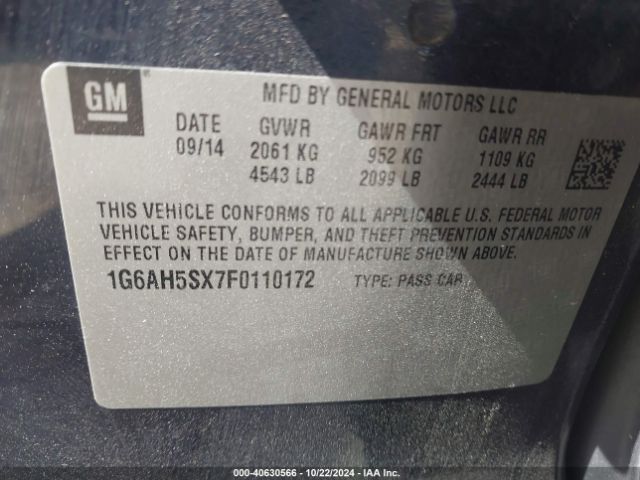 GM ®
MFD BY GENERAL MOTORS LLC
DATE GVWR GAWR FRT GAWR RR
09/14 2061 KG 952 KG 1109 KG
4543 LB 2099 LB 2444 LB
THIS VEHICLE CONFORMS TO ALL APPLICABLE U.S. FEDERAL MOTOR
VEHICLE SAFETY, BUMPER, AND THEFT PREVENTION STANDARDS IN
EFFECT ON THE DATE OF MANUFACTURE SHOWN ABOVE.
1G6AH5SX7F0110172 TYPE: PASS CAR
000-40630566 - 10/22/2024 - IAA Inc.